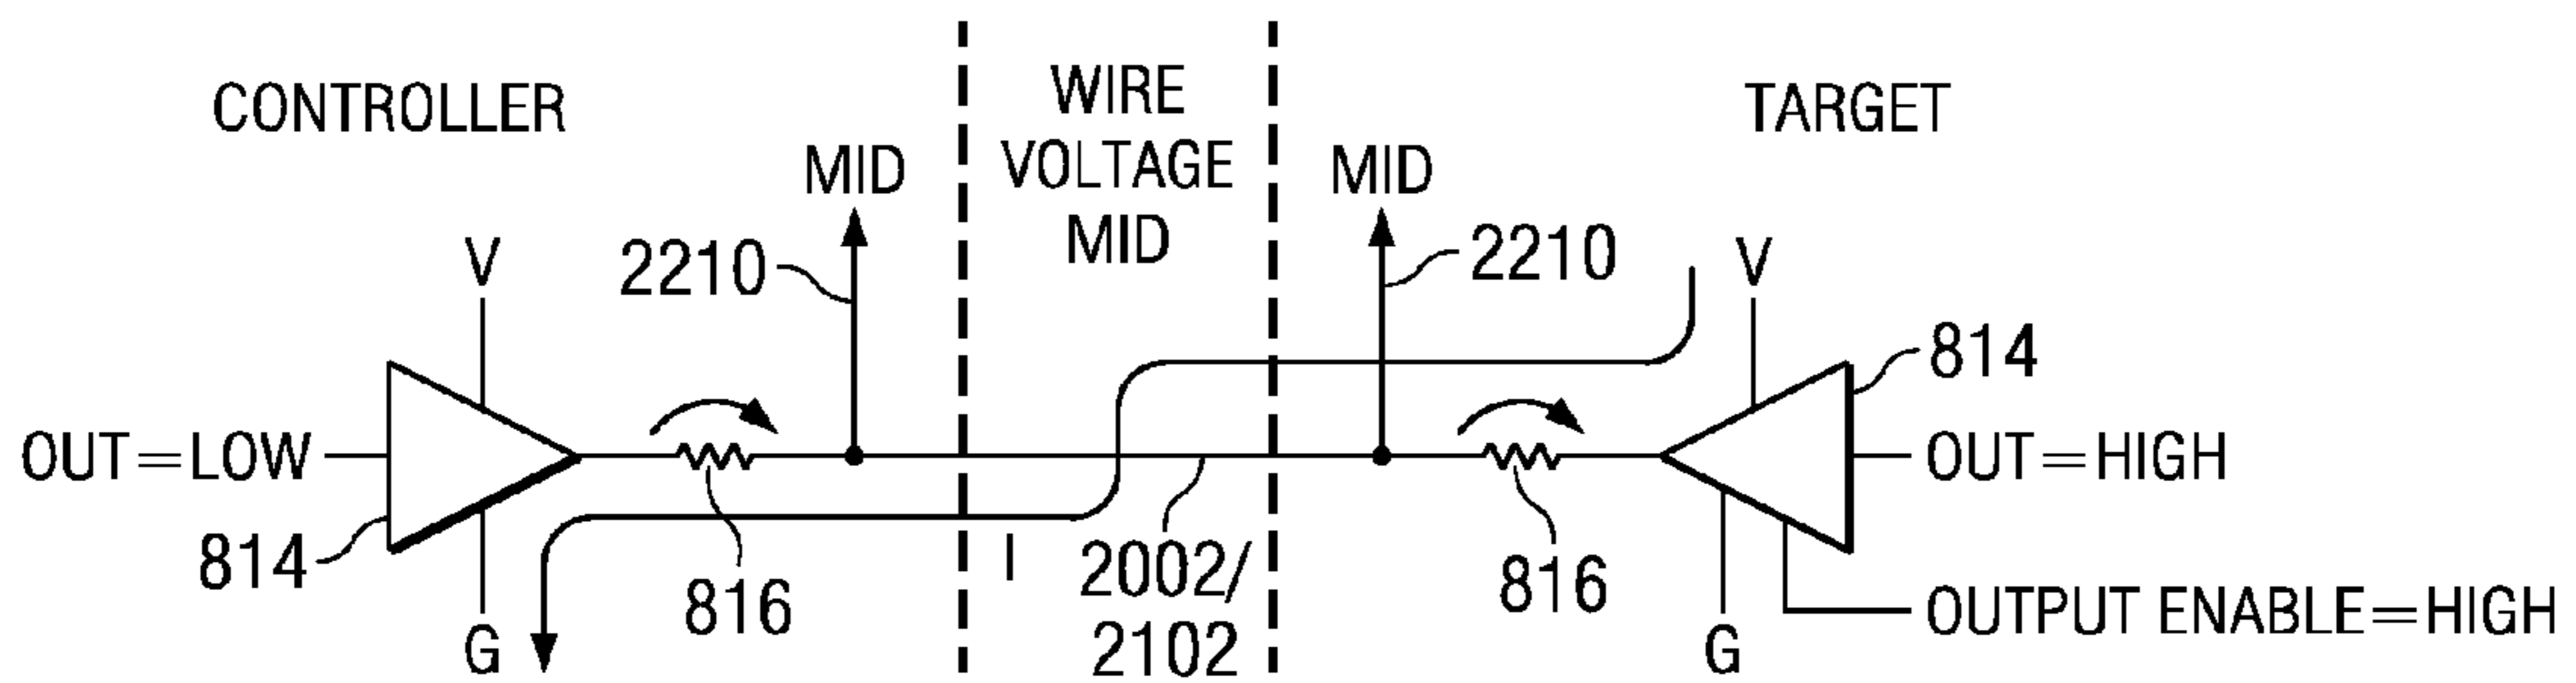 CONTROLLER
WIRE
VOLTAGE
MID
TARGET
MID
MID
V
2210
2210
V
814
OUT=LOW
OUT=HIGH
814
816
I
2002/
2102
816
OUTPUT ENABLE=HIGH
G
G